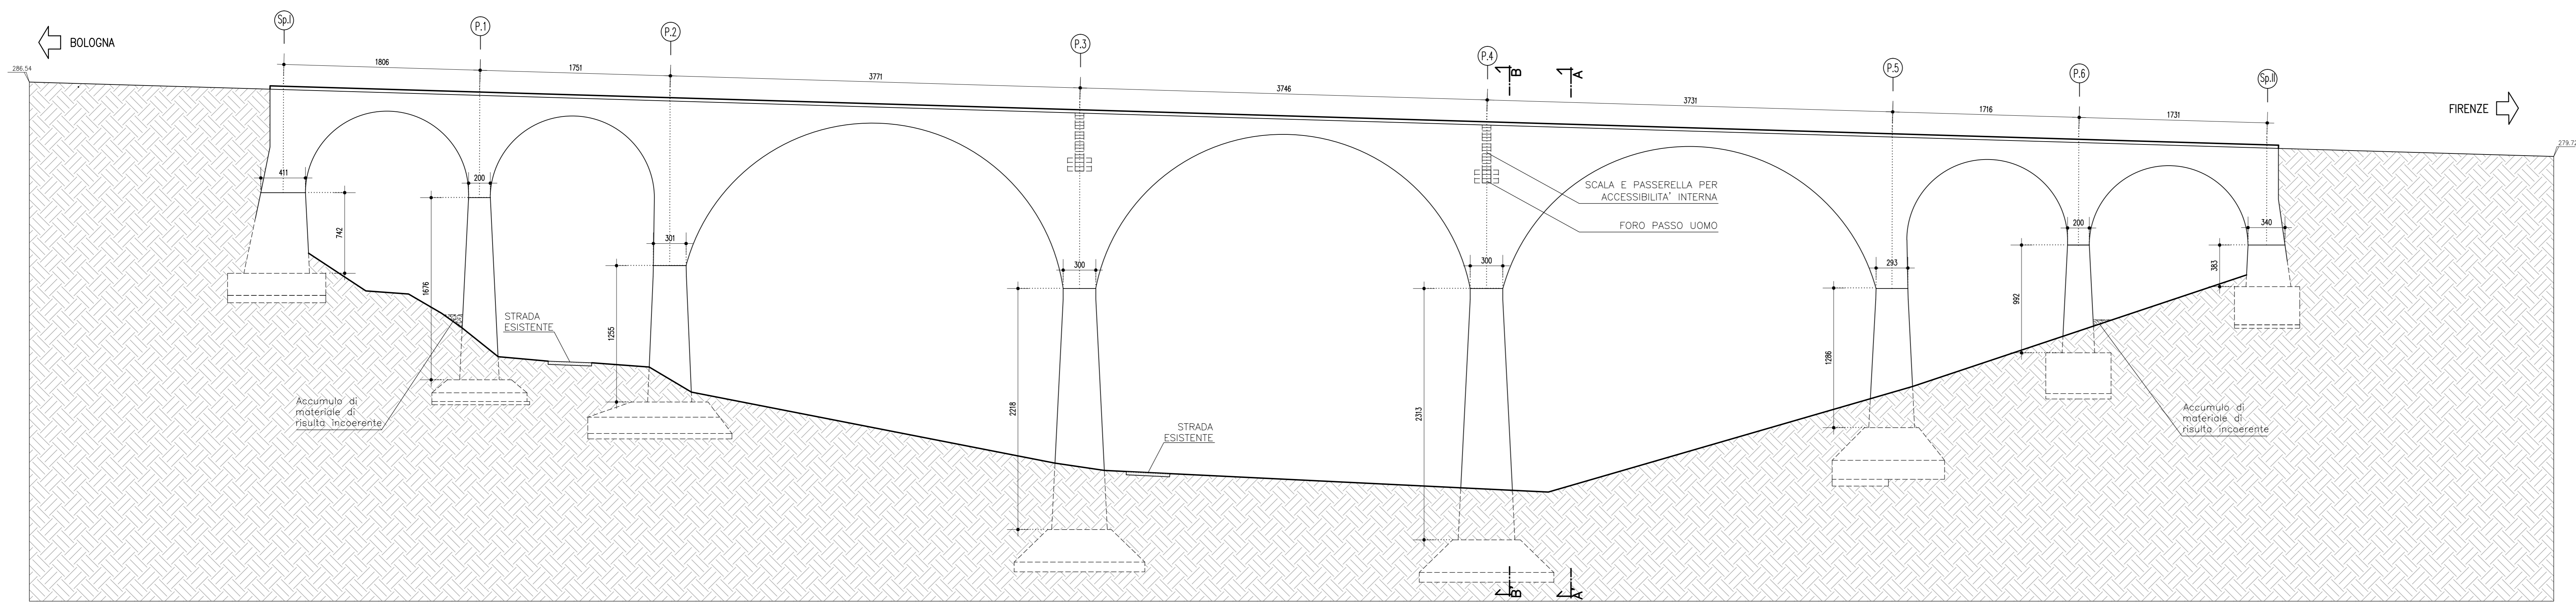 Sp.I
P.1
P.2
P.3
P.4
P.5
P.6
Sp.II
BOLOGNA
FIRENZE
286.54
279.72
1806
1751
3771
3746
3731
1716
1731
B
A
411
200
301
300
300
293
200
340
742
1676
1255
2218
2313
1286
992
383
SCALA E PASSERELLA PER
ACCESSIBILITA' INTERNA
FORO PASSO UOMO
STRADA
ESISTENTE
STRADA
ESISTENTE
Accumulo di
materiale di
risulta incoerente
Accumulo di
materiale di
risulta incoerente
B'
A'